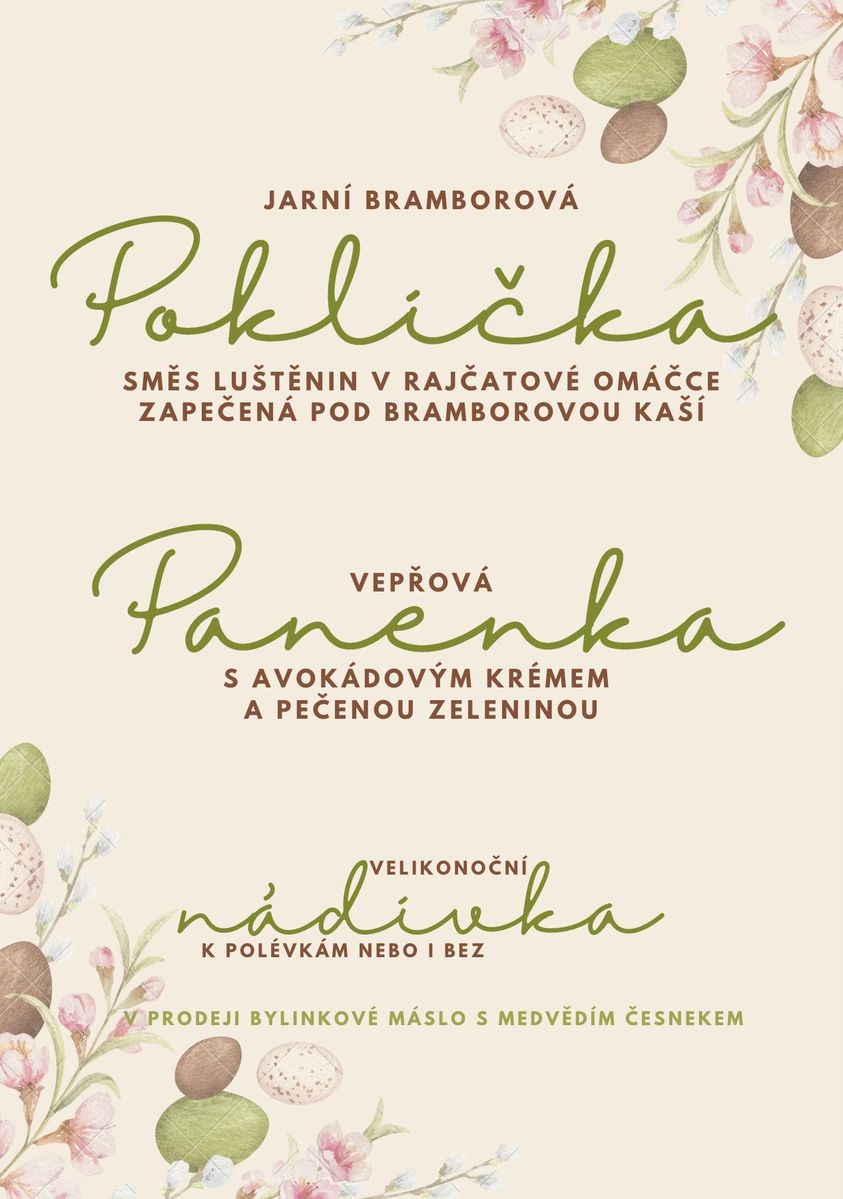 JARNÍ BRAMBOROVÁ
Poklička
SMĚS LUŠTĚNIN V RAJČATOVÉ OMÁČCE
ZAPEČENÁ POD BRAMBOROVOU KAŠÍ
VEPŘOVÁ
Panenka
S AVOKÁDOVÝM KRÉMEM
A PEČENOU ZELENINOU
VELIKONOČNÍ
nádivka
K POLÉVKÁM NEBO I BEZ
V PRODEJI BYLINKOVÉ MÁSLO S MEDVĚDÍM ČESNEKEM